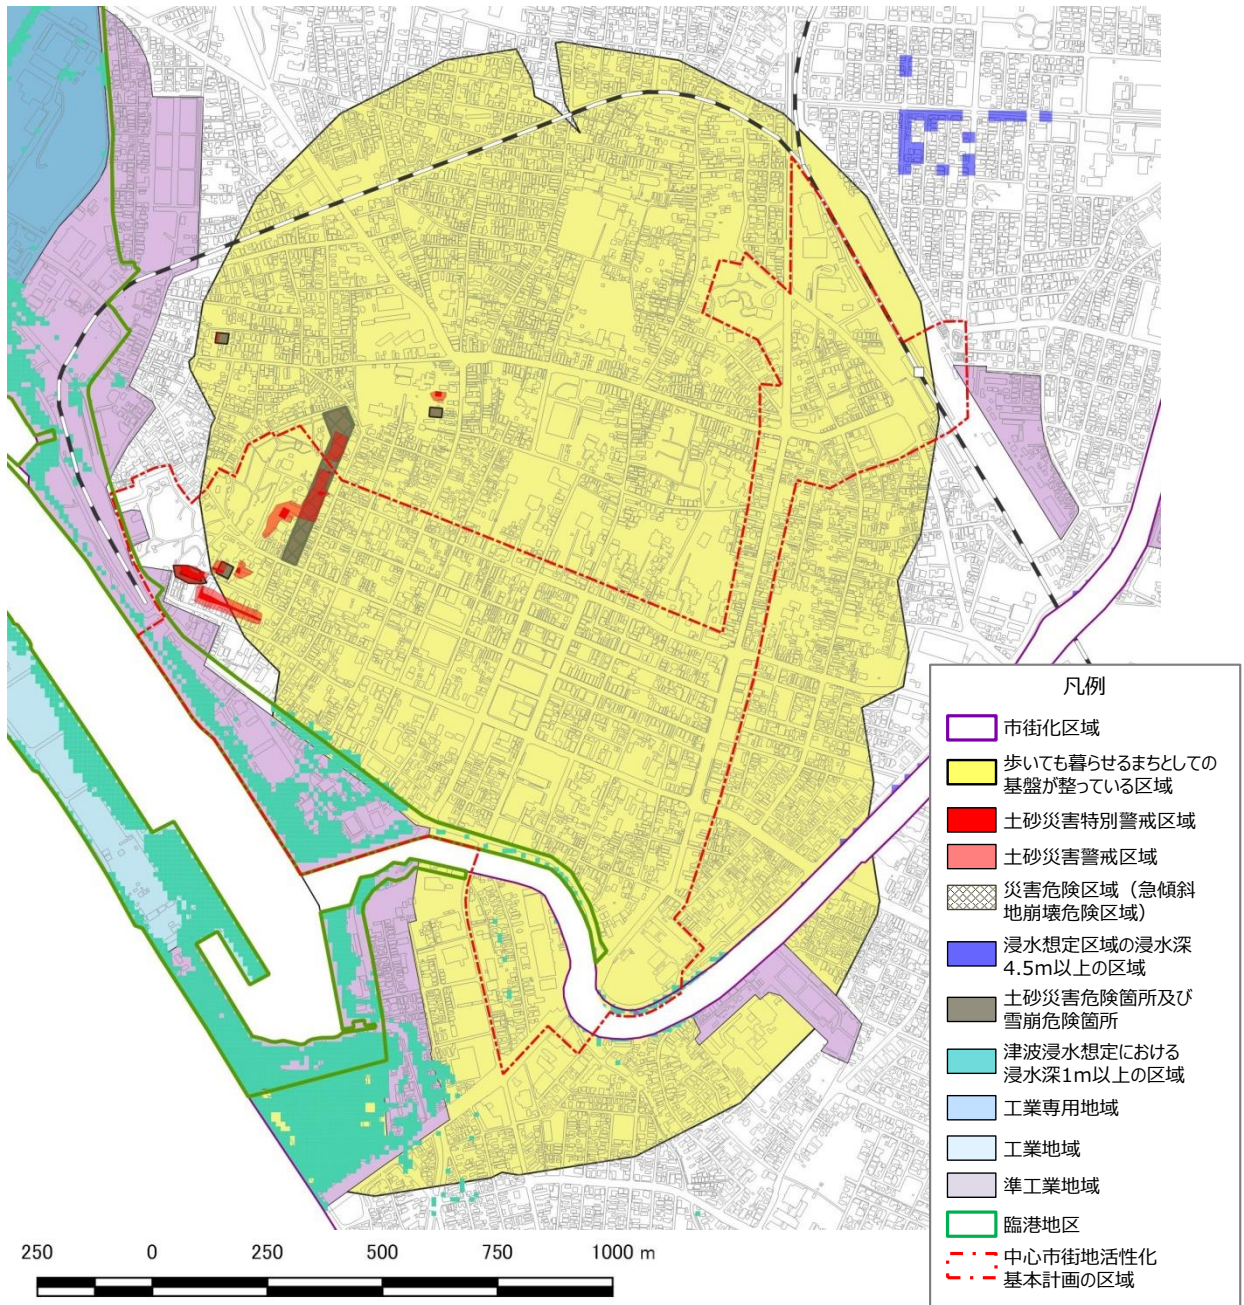 凡例
市街化区域
歩いても暮らせるまちとしての
基盤が整っている区域
土砂災害特別警戒区域
土砂災害警戒区域
災害危険区域（急傾斜
地崩壊危険区域）
浸水想定区域の浸水深
4.5m以上の区域
土砂災害危険箇所及び
雪崩危険箇所
津波浸水想定における
浸水深1m以上の区域
工業専用地域
工業地域
準工業地域
臨港地区
中心市街地活性化
基本計画の区域
250 0 250 500 750 1000 m